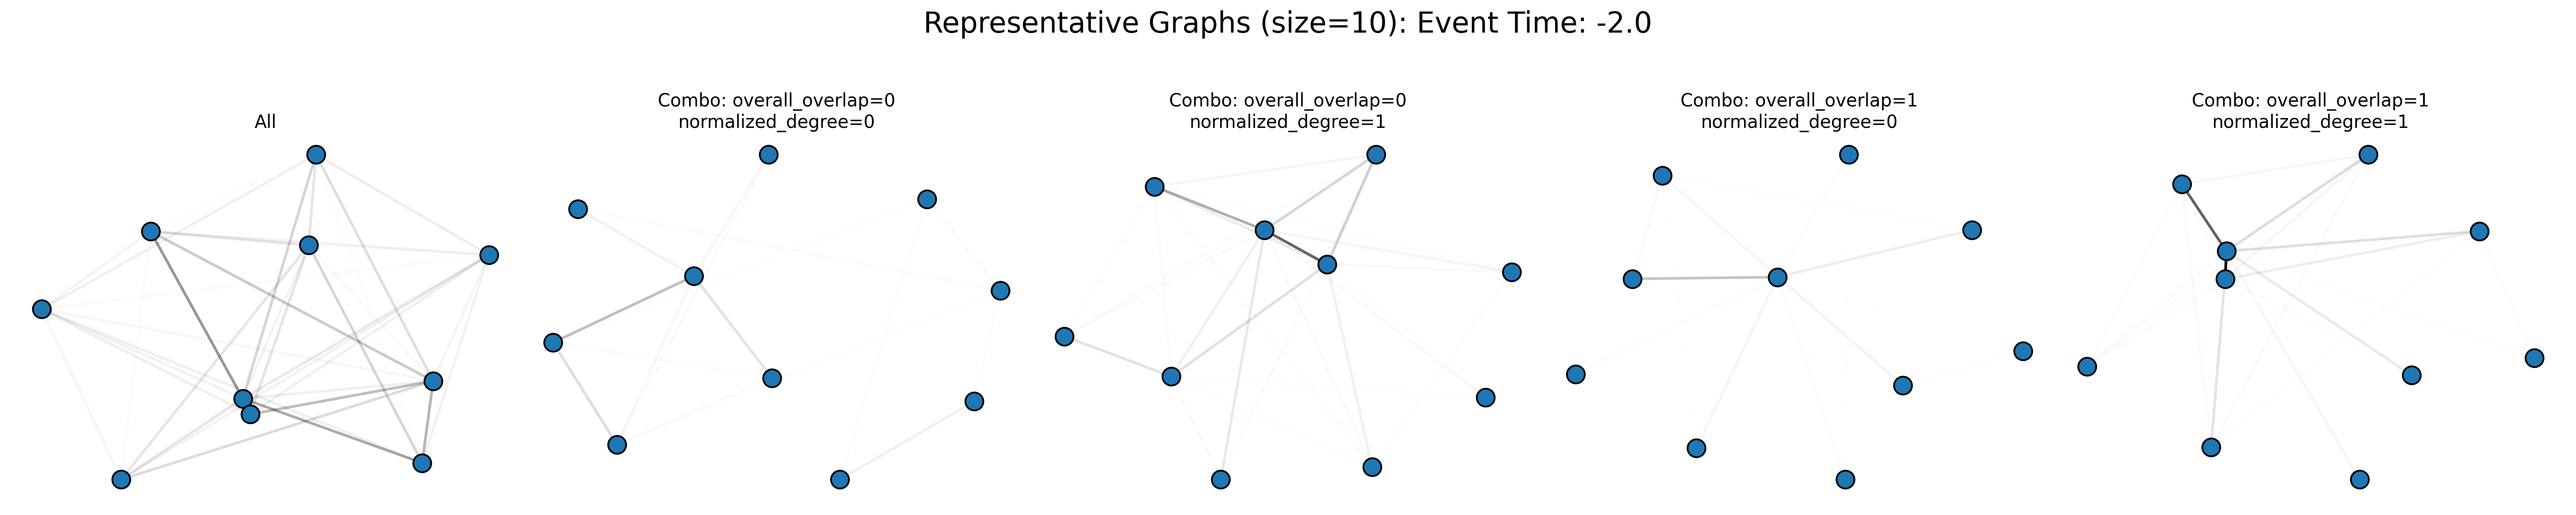 Representative Graphs (size=10): Event Time: -2.0
All
Combo: overall_overlap=0
normalized_degree=0
Combo: overall_overlap=0
normalized_degree=1
Combo: overall_overlap=1
normalized_degree=0
Combo: overall_overlap=1
normalized_degree=1